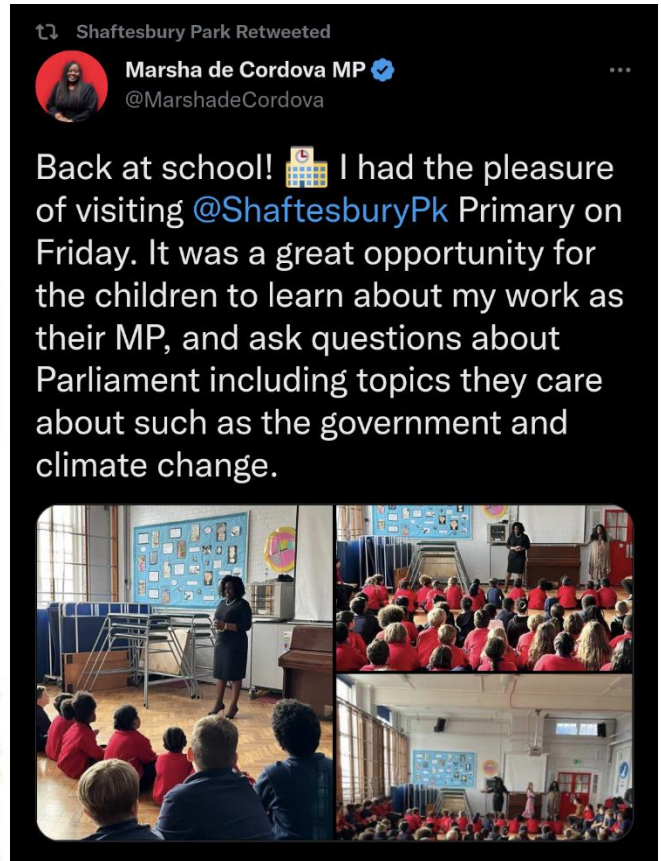 Shaftesbury Park Retweeted
Marsha de Cordova MP
@MarshadeCordova
Back at school! 🏫 I had the pleasure
of visiting @ShaftesburyPk Primary on
Friday. It was a great opportunity for
the children to learn about my work as
their MP, and ask questions about
Parliament including topics they care
about such as the government and
climate change.